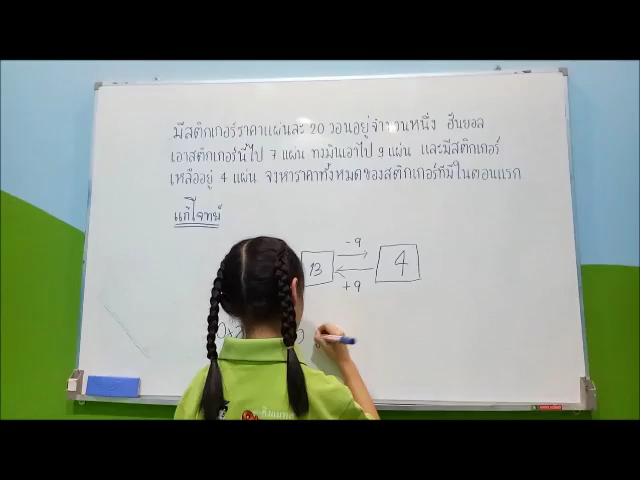 มีสติกเกอร์ราคาแผ่นละ 20 วอนอยู่จำนวนหนึ่ง ฮันยอล
เอาสติกเกอร์นี้ไป 7 แผ่น ทงมินเอาไป 9 แผ่น และมีสติกเกอร์
เหลืออยู่ 4 แผ่น จงหาราคาทั้งหมดของสติกเกอร์ที่มีในตอนแรก
แก้โจทย์
-9
13 4
+9